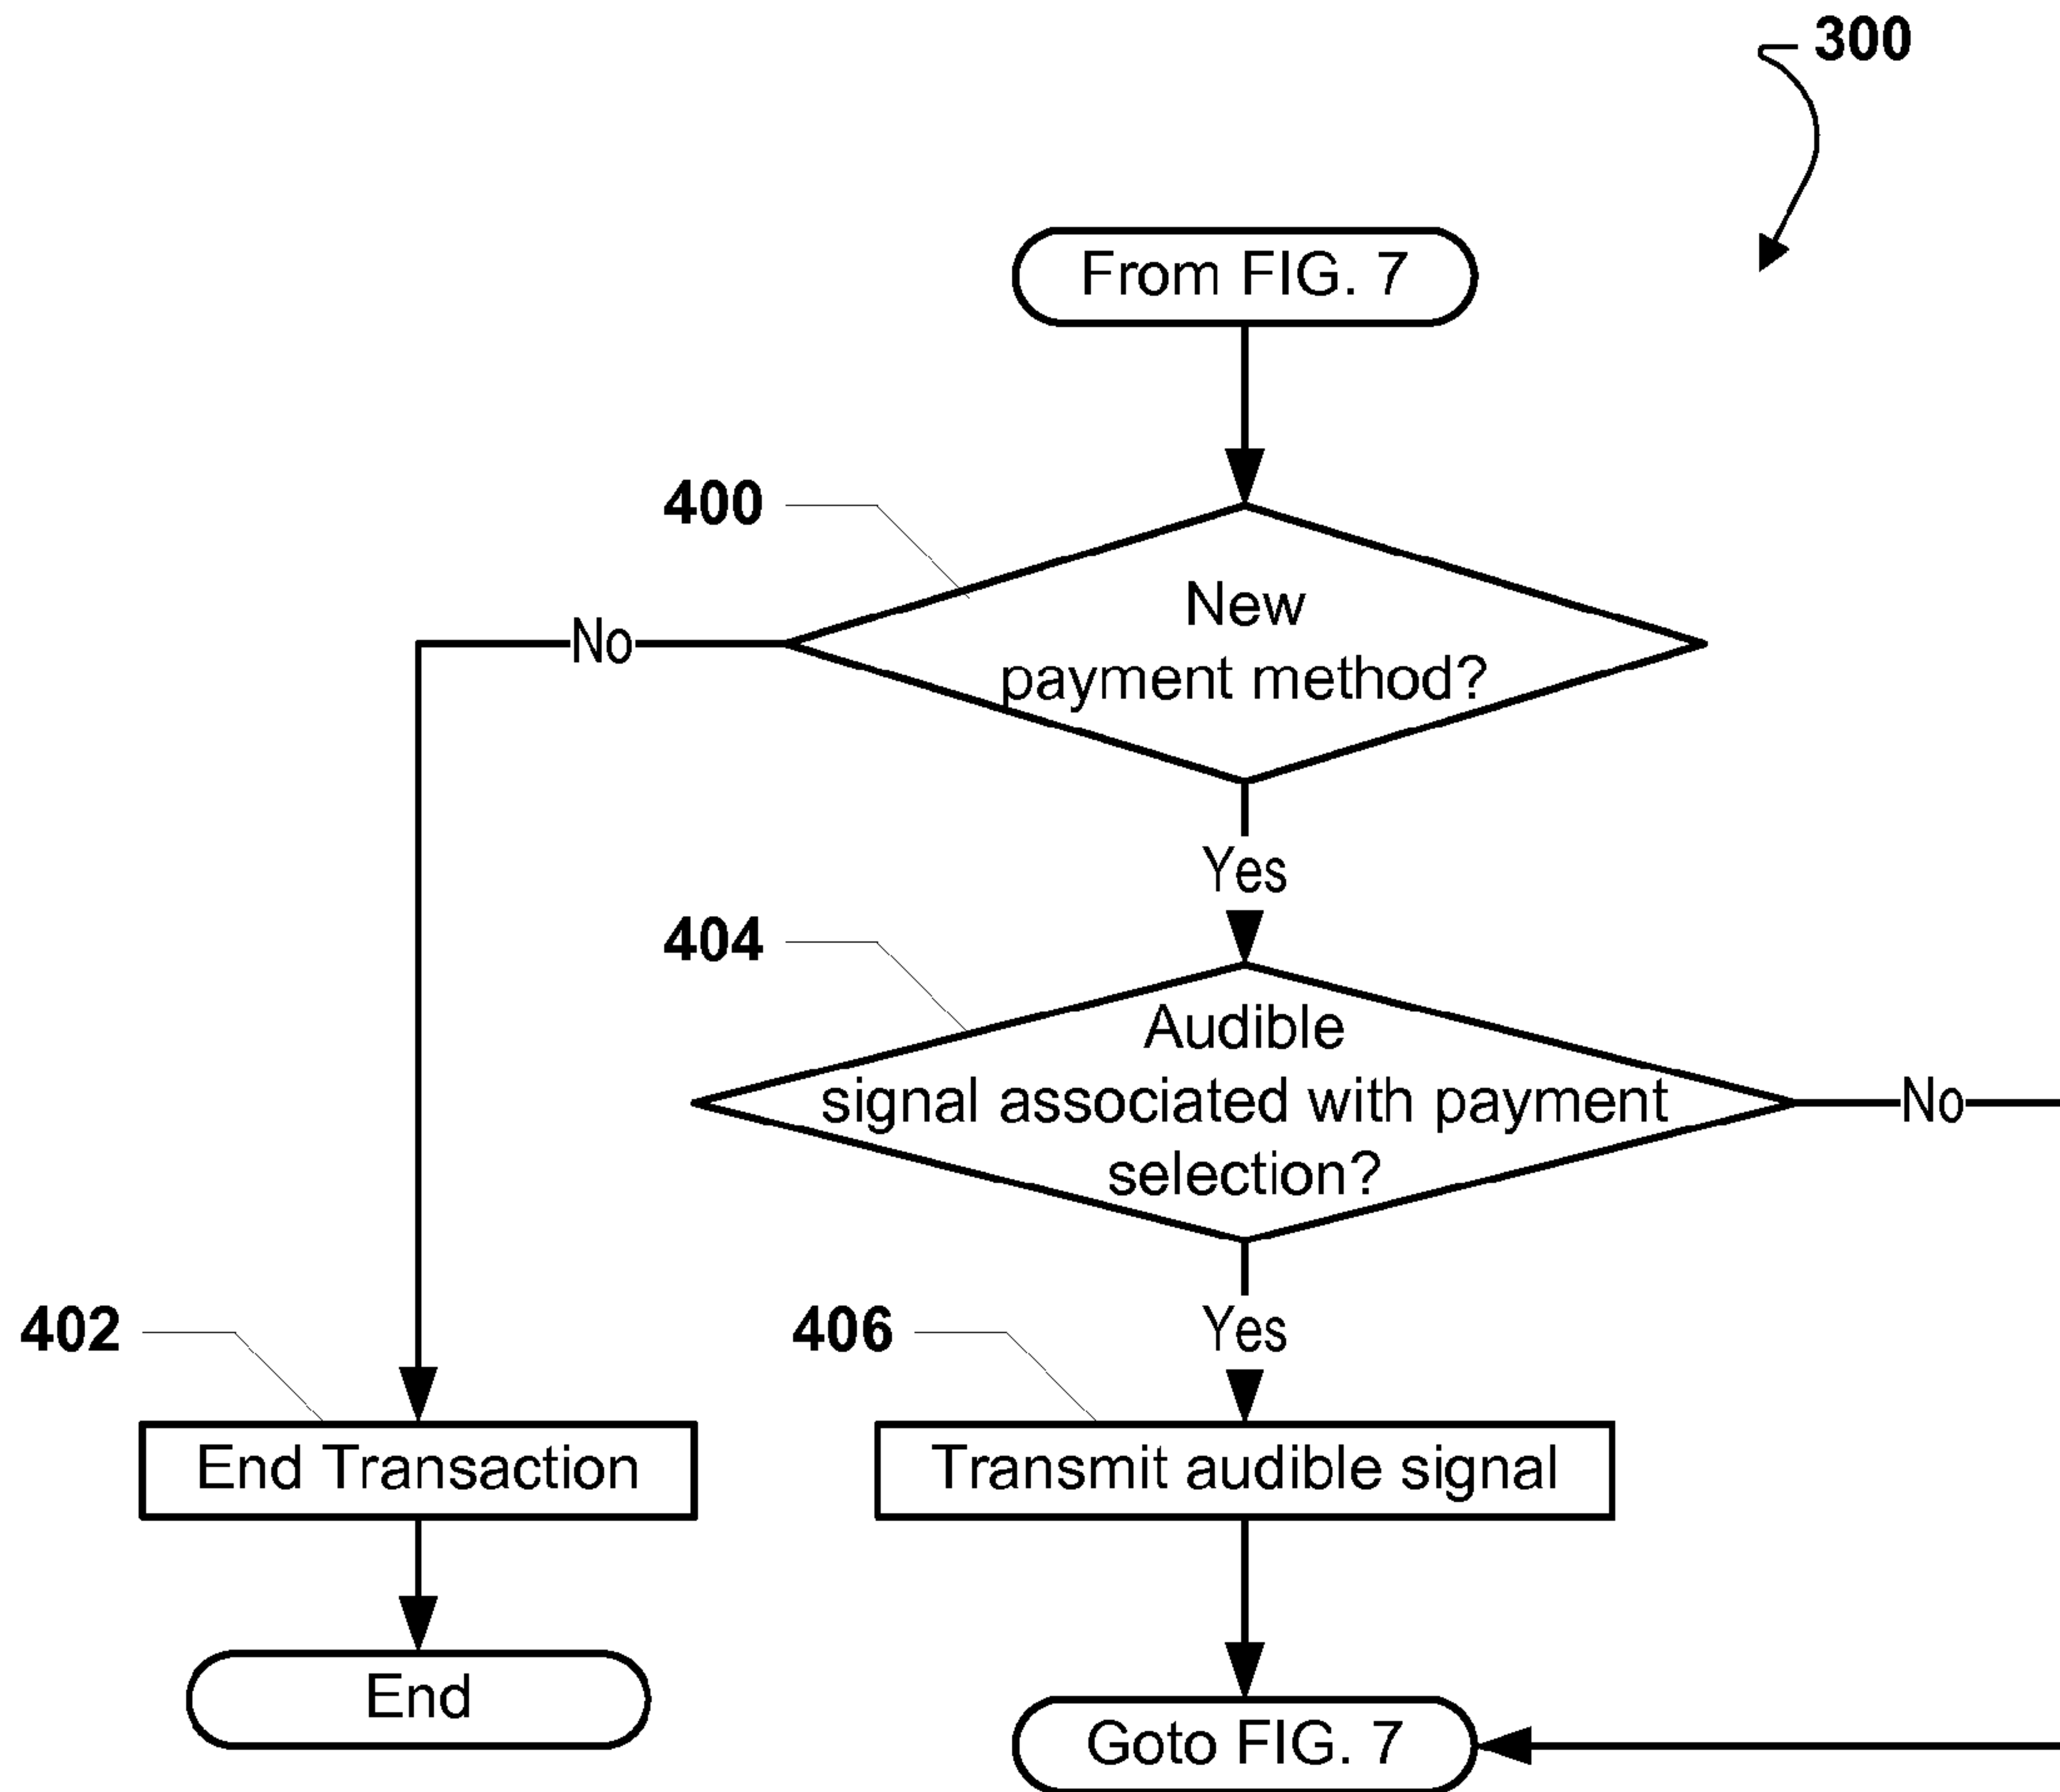 300
From FIG. 7
400
New
payment method?
No
Yes
404
Audible
signal associated with payment
selection?
No
402
406
Yes
End Transaction
Transmit audible signal
End
Goto FIG. 7